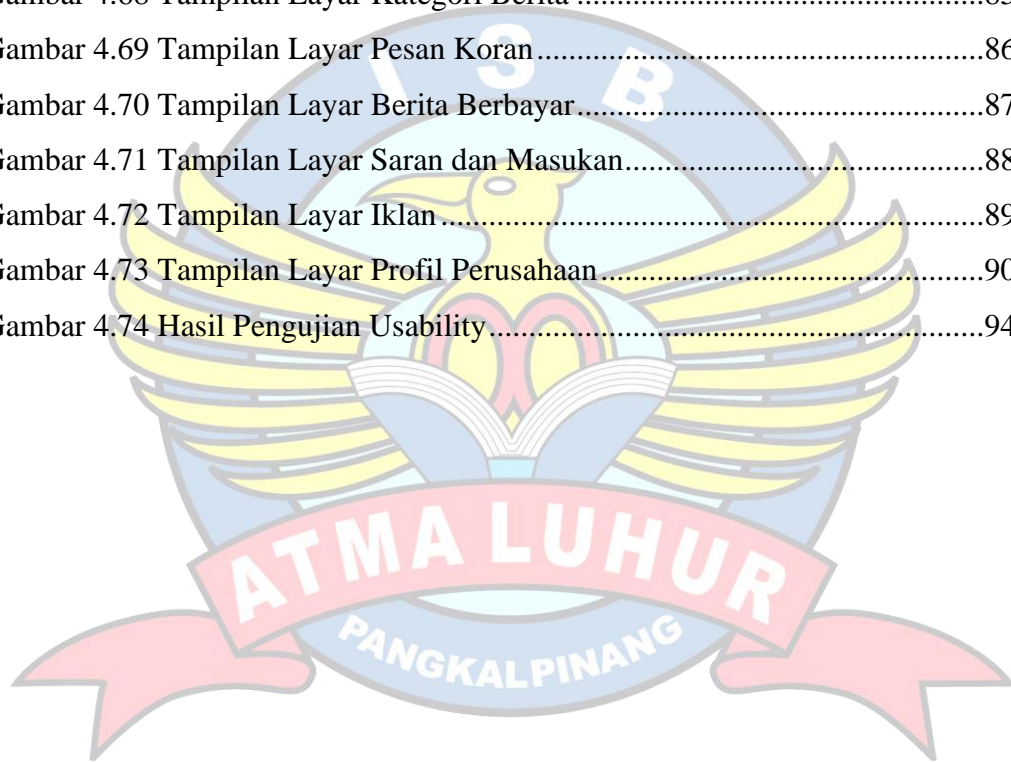 Gambar 4.68 Tampilan Layar Kategori Berita ....................................................85
Gambar 4.69 Tampilan Layar Pesan Koran.........................................................86
Gambar 4.70 Tampilan Layar Berita Berbayar....................................................87
Gambar 4.71 Tampilan Layar Saran dan Masukan..............................................88
Gambar 4.72 Tampilan Layar Iklan.....................................................................89
Gambar 4.73 Tampilan Layar Profil Perusahaan.................................................90
Gambar 4.74 Hasil Pengujian Usability...............................................................94
I S B
ATMA LUHUR
PANGKALPINANG